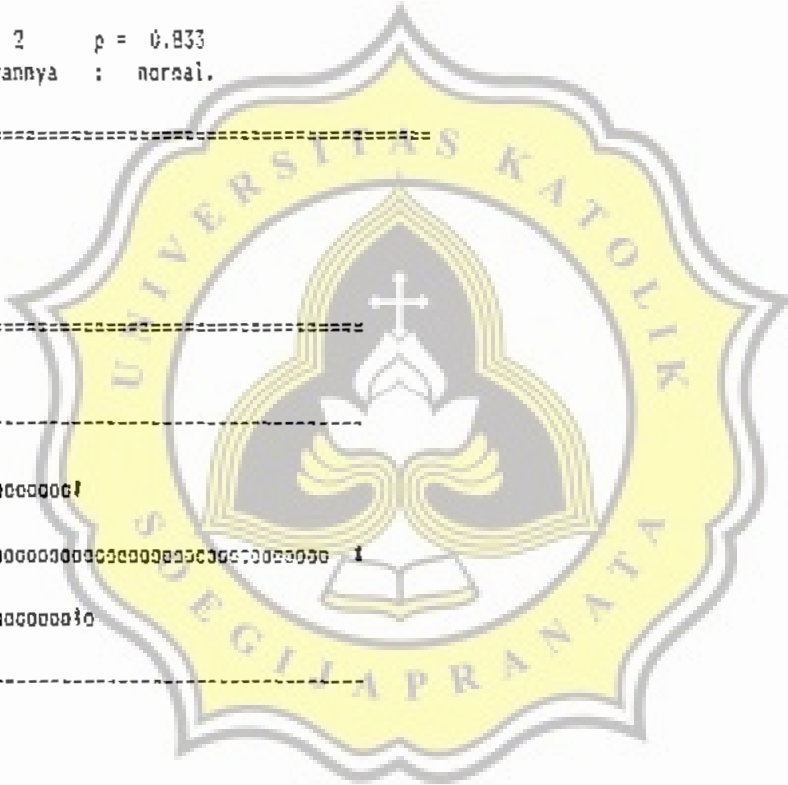 2 p = 0.833
annya : normal.
==============================
UNIVERSITAS KATOLIK
==========================
--------------------------
SOEGIJAPRANATA
--------------------------